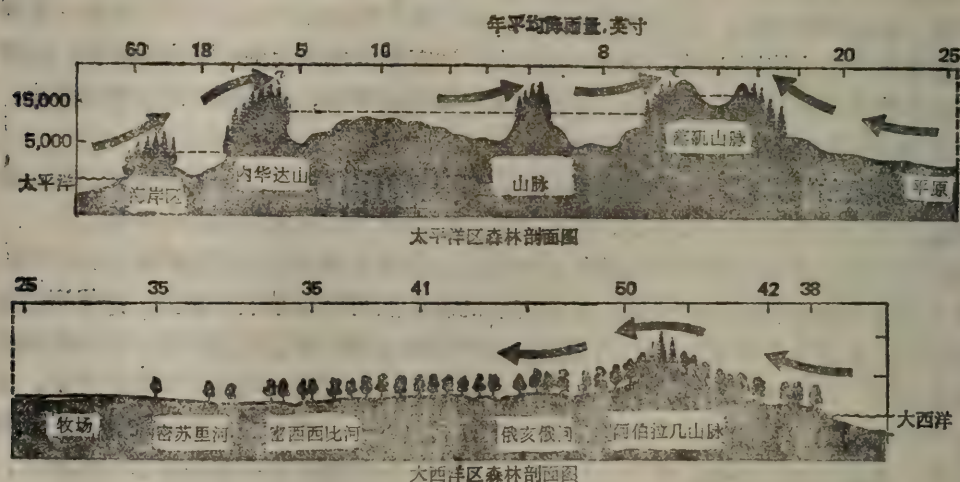 年平均降雨量,英寸
60 18 5 10 8 20 25
15,000
5,000
太平洋
海岸区
内华达山
山脉
落矶山脉
平原
太平洋区森林剖面图
25 35 35 41 50 42 38
牧场
密苏里河
密西西比河
俄亥俄河
阿伯拉几山脉
大西洋
大西洋区森林剖面图